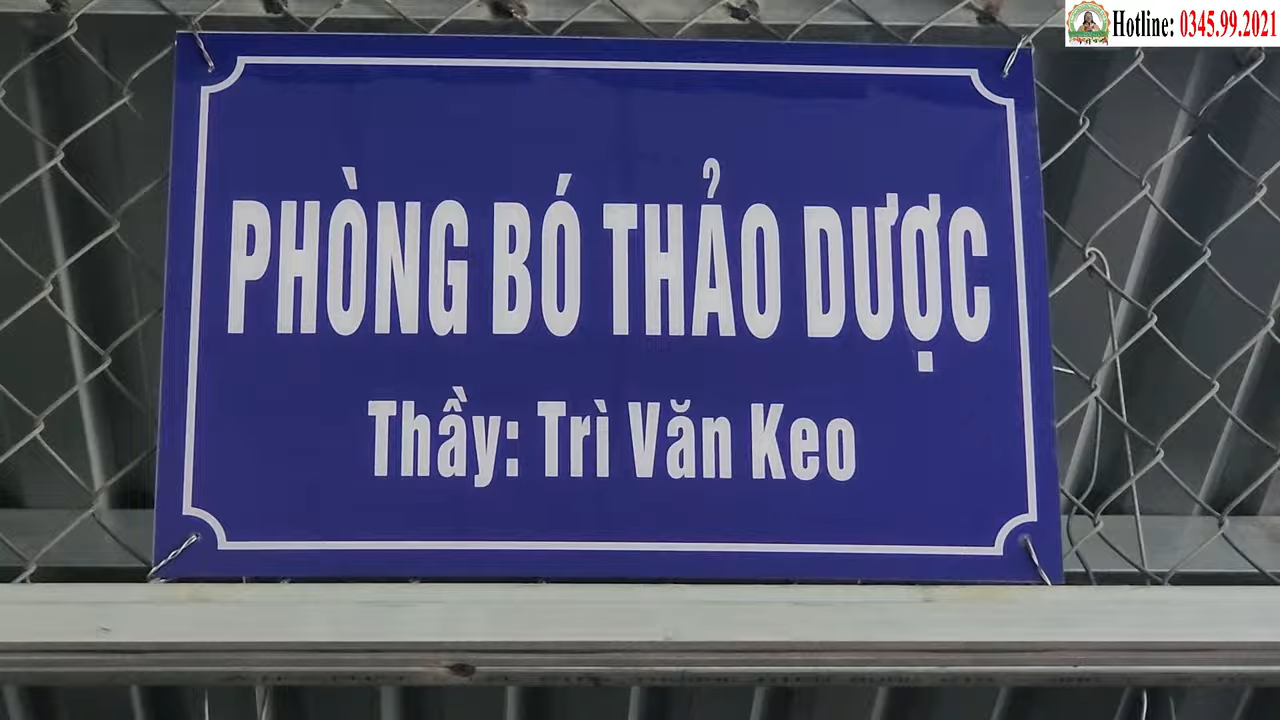 Hotline: 0345.99.2021
PHÒNG BÓ THẢO DƯỢC
Thầy: Trì Văn Keo